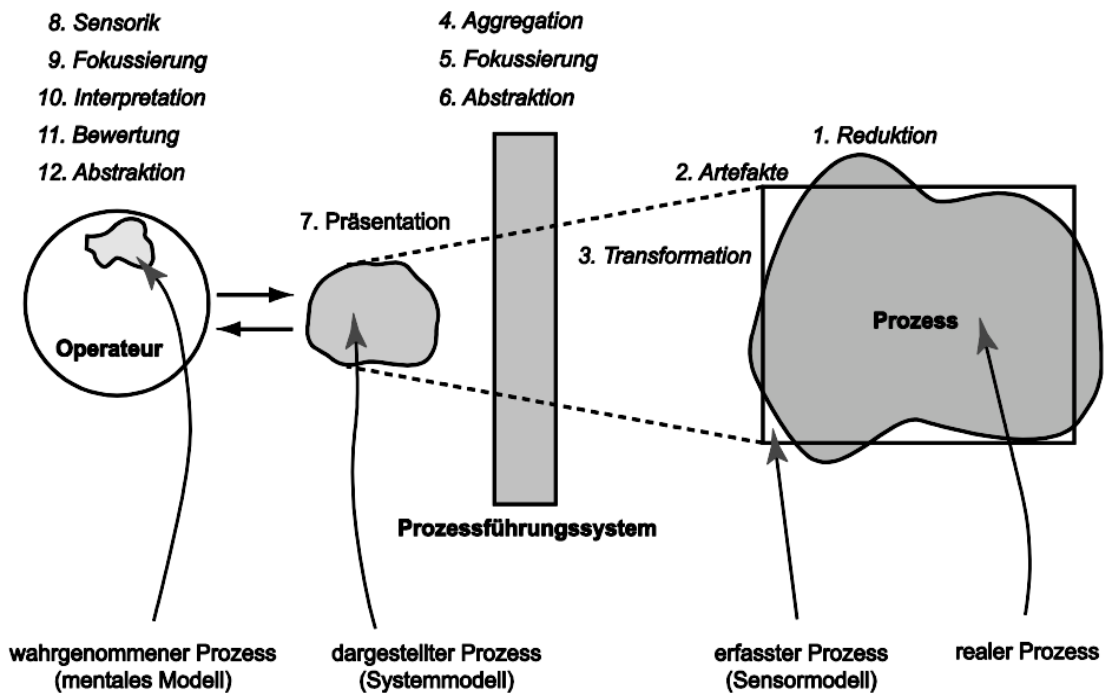 8. Sensorik
9. Fokussierung
10. Interpretation
11. Bewertung
12. Abstraktion
4. Aggregation
5. Fokussierung
6. Abstraktion
1. Reduktion
2. Artefakte
3. Transformation
7. Präsentation
Operateur
Prozess
Prozessführungssystem
wahrgenommener Prozess
(mentales Modell)
dargestellter Prozess
(Systemmodell)
erfasster Prozess
(Sensormodell)
realer Prozess